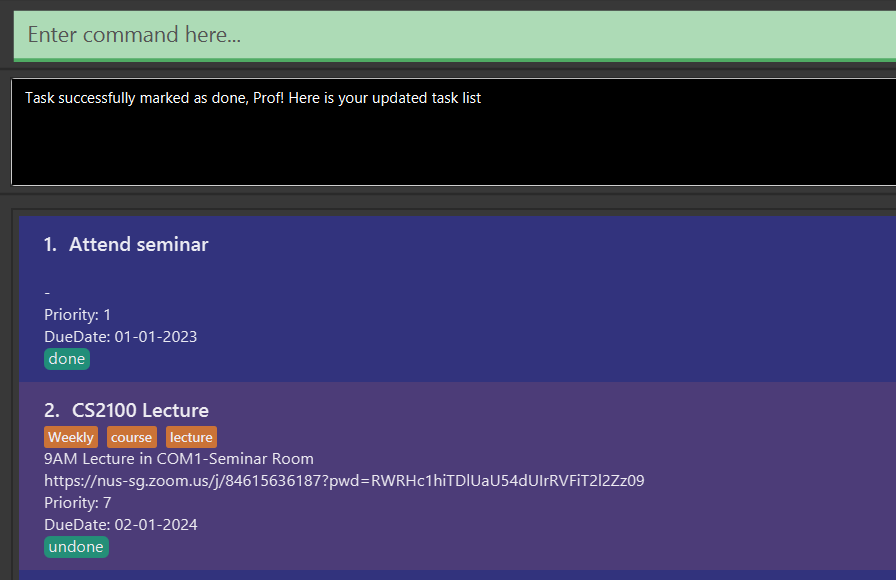 Enter command here...
Task successfully marked as done, Prof! Here is your updated task list
1. Attend seminar
-
Priority: 1
DueDate: 01-01-2023
done
2. CS2100 Lecture
Weekly course lecture
9AM Lecture in COM1-Seminar Room
https://nus-sg.zoom.us/j/84615636187?pwd=RWRHc1hiTDlUaU54dUIrRVFiT2l2Zz09
Priority: 7
DueDate: 02-01-2024
undone